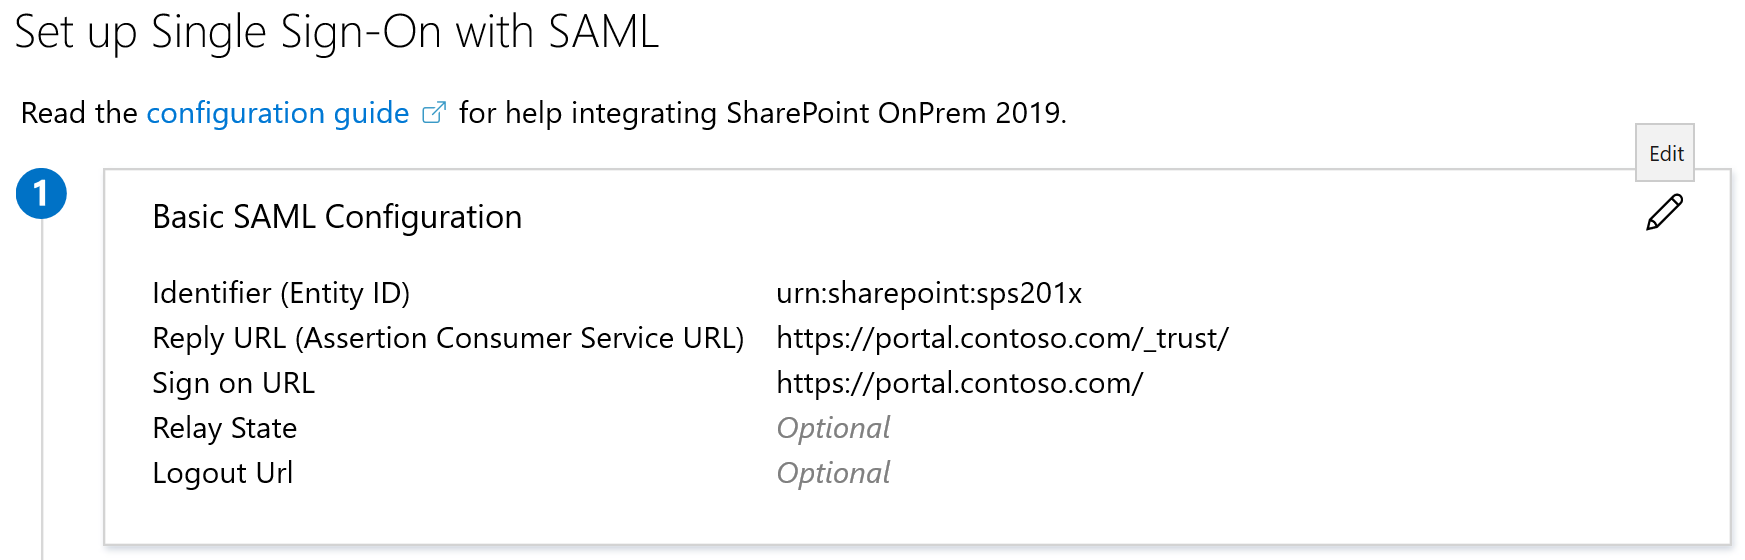 Set up Single Sign-On with SAML
Read the configuration guide for help integrating SharePoint OnPrem 2019.
Edit
1
Basic SAML Configuration
Identifier (Entity ID) urn:sharepoint:sps201x
Reply URL (Assertion Consumer Service URL) https://portal.contoso.com/_trust/
Sign on URL https://portal.contoso.com/
Relay State Optional
Logout Url Optional